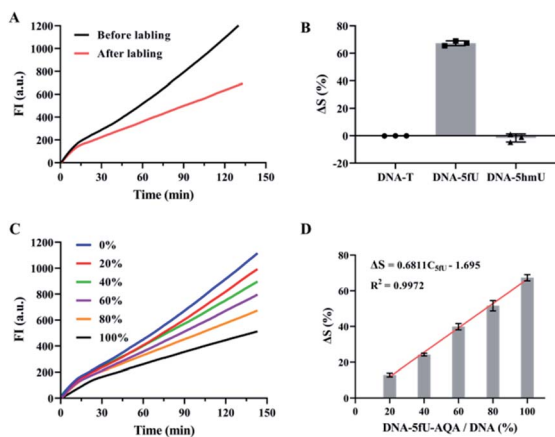 A
1200
1000
800
600
400
200
0
FI (a.u.)
Before labling
After labling
0 30 60 90 120 150
Time (min)
B
80
60
40
20
0
-20
ΔS (%)
DNA-T DNA-5fU DNA-5hmU
C
1200
1000
800
600
400
200
0
FI (a.u.)
0%
20%
40%
60%
80%
100%
0 30 60 90 120 150
Time (min)
D
80
60
40
20
0
ΔS (%)
ΔS = 0.6811C5fU - 1.695
R² = 0.9972
20 40 60 80 100
DNA-5fU-AQA / DNA (%)